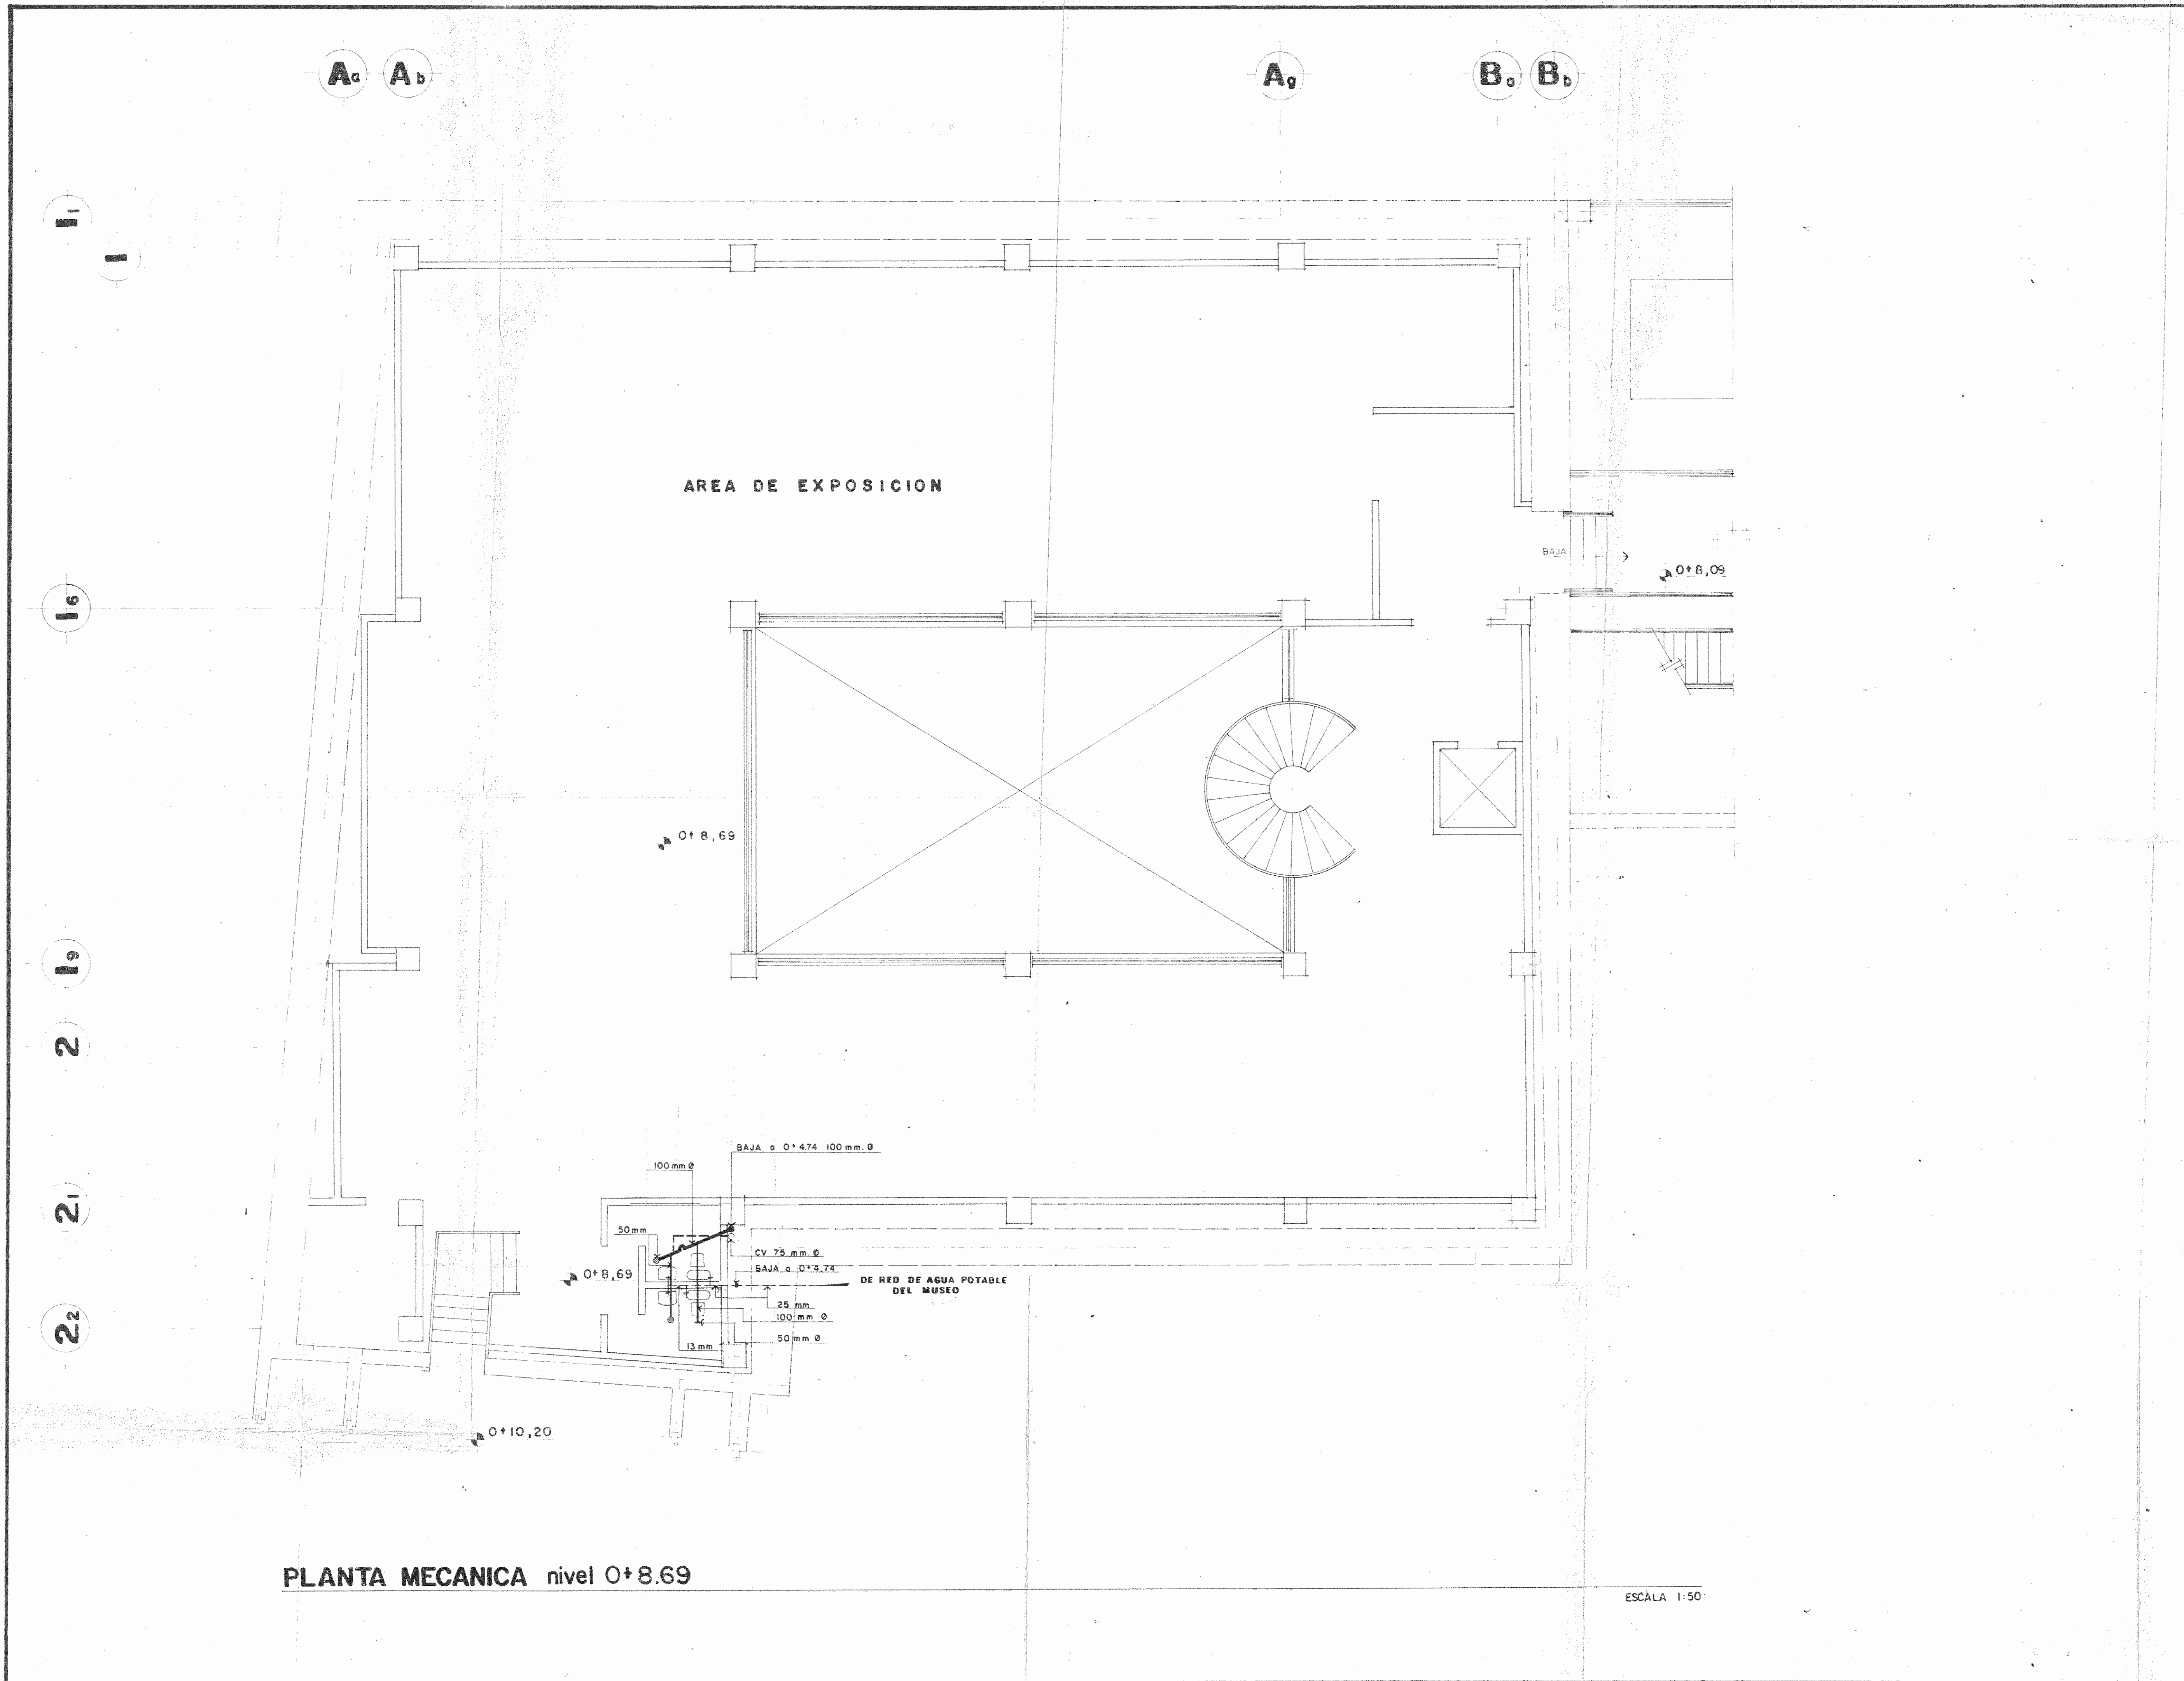 Aa Ab Ag Ba Bb
1₁
1
AREA DE EXPOSICION
BAJA
0+8,09
1₆
0+8,69
1₉
2
BAJA a 0+4.74 100 mm. Ø
100 mm Ø
2₁
50 mm
CV 75 mm. Ø
BAJA a 0+4.74
0+8,69
DE RED DE AGUA POTABLE
DEL MUSEO
25 mm
100 mm Ø
2₂
50 mm Ø
13 mm
0+10,20
PLANTA MECANICA nivel 0+8.69
ESCALA 1:50